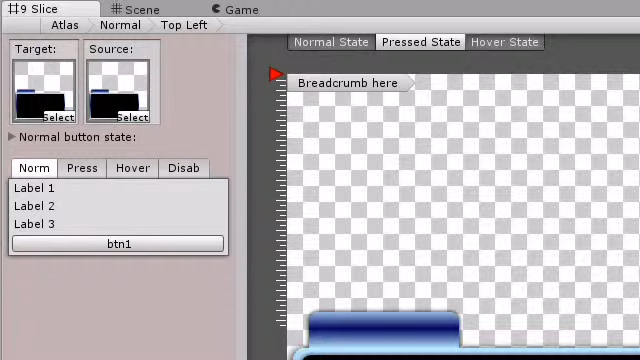 9 Slice Scene Game
Atlas Normal Top Left
Target: Source:
Normal State Pressed State Hover State
Breadcrumb here
Select Select
Normal button state:
Norm Press Hover Disab
Label 1
Label 2
Label 3
btn1